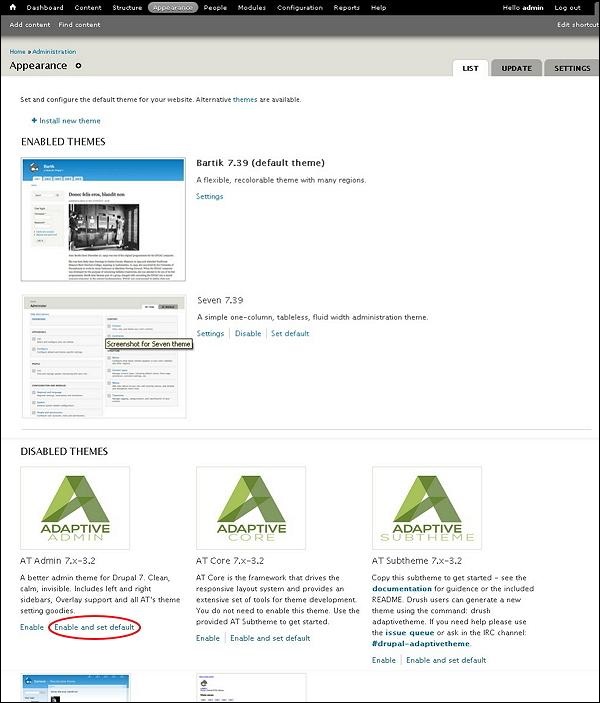 Dashboard Content Structure Appearance People Modules Configuration Reports Help Hello admin Log out
Add content Find content Edit shortcut
Home » Administration
Appearance
LIST UPDATE SETTINGS
Set and configure the default theme for your website. Alternative themes are available.
+ Install new theme
ENABLED THEMES
Bartik 7.39 (default theme)
A flexible, recolorable theme with many regions.
Settings
Bartik
Donec felis eros, blandit non
Seven 7.39
A simple one-column, tableless, fluid width administration theme.
Settings Disable Set default
Administer
Screenshot for Seven theme
DISABLED THEMES
ADAPTIVE
ADMIN
AT Admin 7.x-3.2
A better admin theme for Drupal 7. Clean,
calm, invisible. Includes left and right
sidebars, Overlay support and all AT's theme
setting goodies.
Enable Enable and set default
ADAPTIVE
CORE
AT Core 7.x-3.2
AT Core is the framework that drives the
responsive layout system and provides an
extensive set of tools for theme development.
You do not need to enable this theme. Use the
provided AT Subtheme to get started.
Enable Enable and set default
ADAPTIVE
SUBTHEME
AT Subtheme 7.x-3.2
Copy this subtheme to get started - see the
documentation for guidance or the included
README. Drush users can generate a new
theme using the command: drush
adaptivetheme. If you need help please use
the issue queue or ask in the IRC channel:
#drupal-adaptivetheme.
Enable Enable and set default